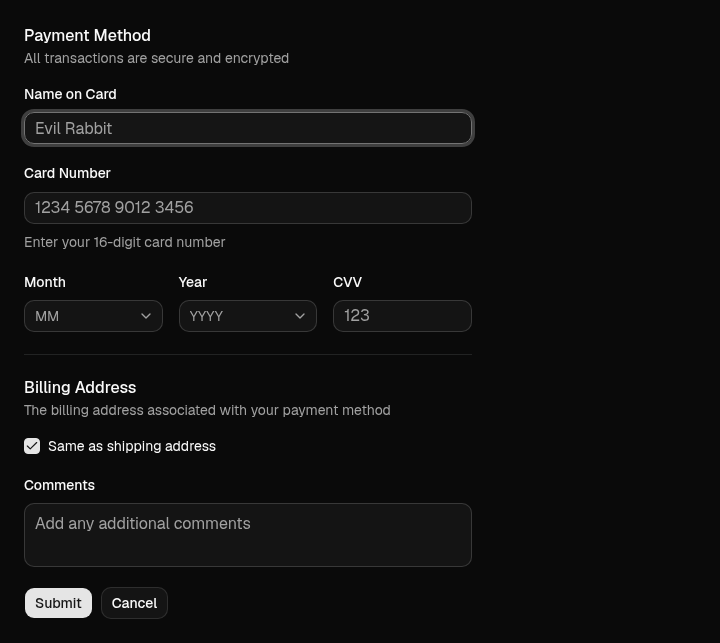 Payment Method
All transactions are secure and encrypted
Name on Card
Evil Rabbit
Card Number
1234 5678 9012 3456
Enter your 16-digit card number
Month Year CVV
MM YYYY 123
Billing Address
The billing address associated with your payment method
Same as shipping address
Comments
Add any additional comments
Submit Cancel